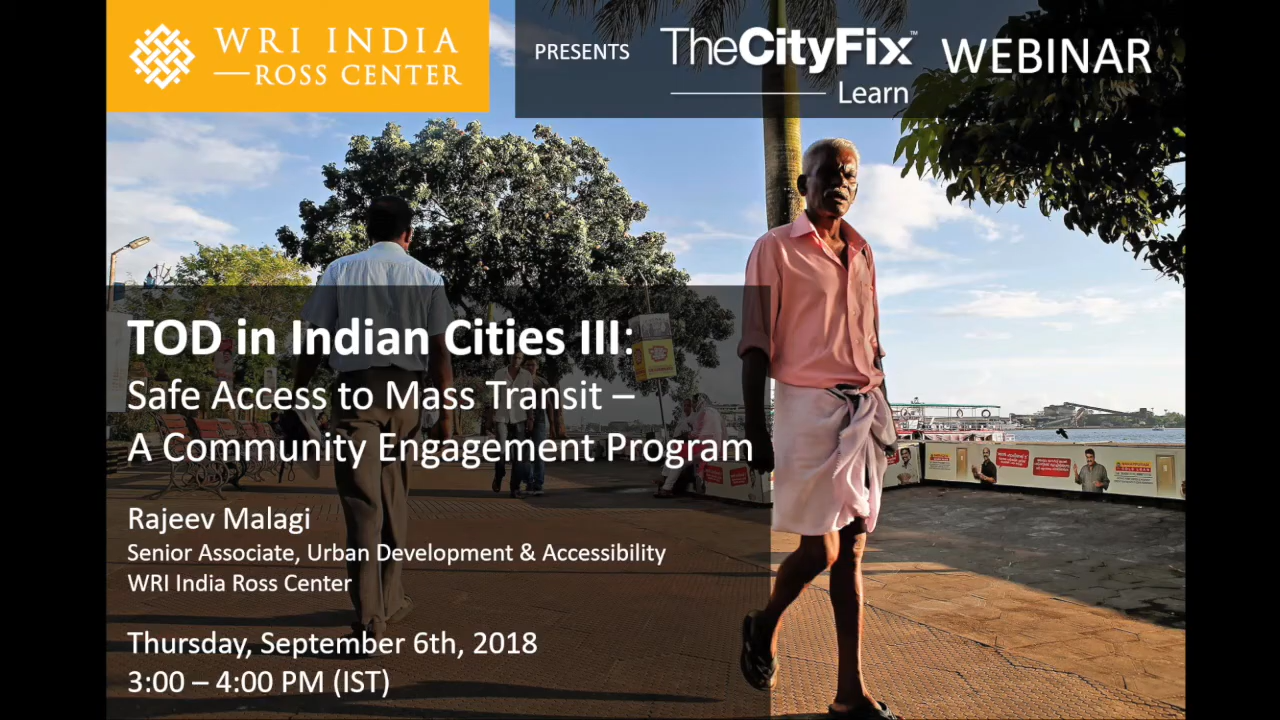 WRI INDIA
ROSS CENTER
PRESENTS
TheCityFix™
Learn
WEBINAR
TOD in Indian Cities III:
Safe Access to Mass Transit –
A Community Engagement Program
Rajeev Malagi
Senior Associate, Urban Development & Accessibility
WRI India Ross Center
Thursday, September 6th, 2018
3:00 – 4:00 PM (IST)